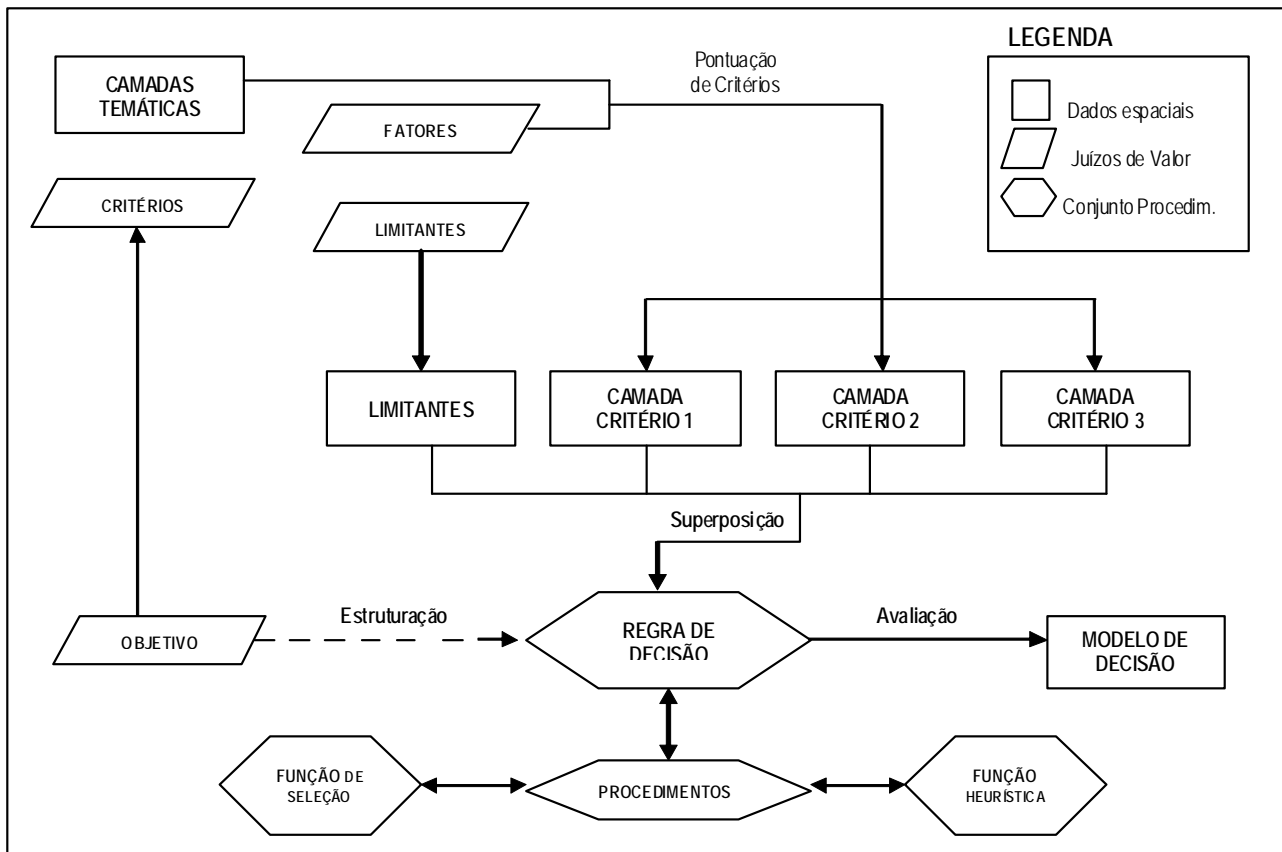 LEGENDA
Dados espaciais
Juízos de Valor
Conjunto Procedim.
CAMADAS
TEMÁTICAS
Pontuação
de Critérios
FATORES
CRITÉRIOS
LIMITANTES
LIMITANTES
CAMADA
CRITÉRIO 1
CAMADA
CRITÉRIO 2
CAMADA
CRITÉRIO 3
Superposição
OBJETIVO
Estruturação
REGRA DE
DECISÃO
Avaliação
MODELO DE
DECISÃO
FUNÇÃO DE
SELEÇÃO
PROCEDIMENTOS
FUNÇÃO
HEURÍSTICA